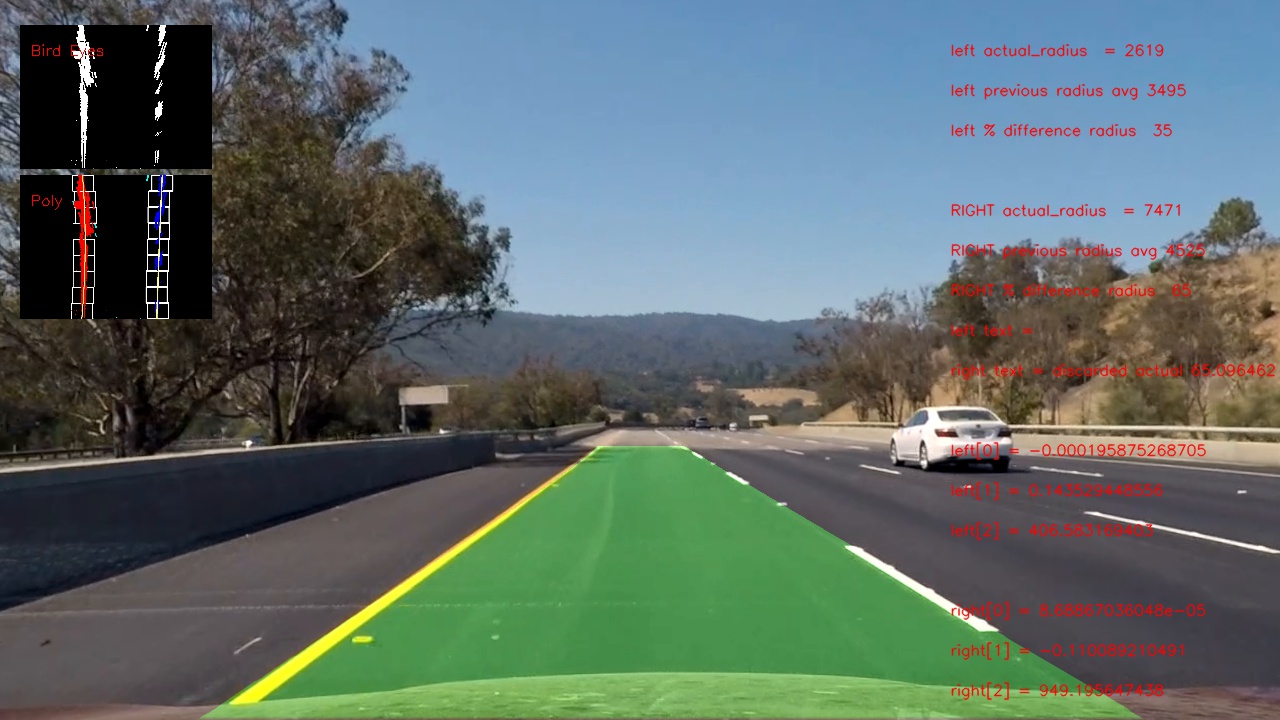 Bird Eyes
Poly
left actual_radius = 2619
left previous radius avg 3495
left % difference radius 35
RIGHT actual_radius = 7471
RIGHT previous radius avg 4525
RIGHT % difference radius 65
left text =
right text = discarded actual 65.096462
left[0] = -0.000195875268705
left[1] = 0.143529448556
left[2] = 406.583169403
right[0] = 8.68867036048e-05
right[1] = -0.110089210491
right[2] = 949.195647438